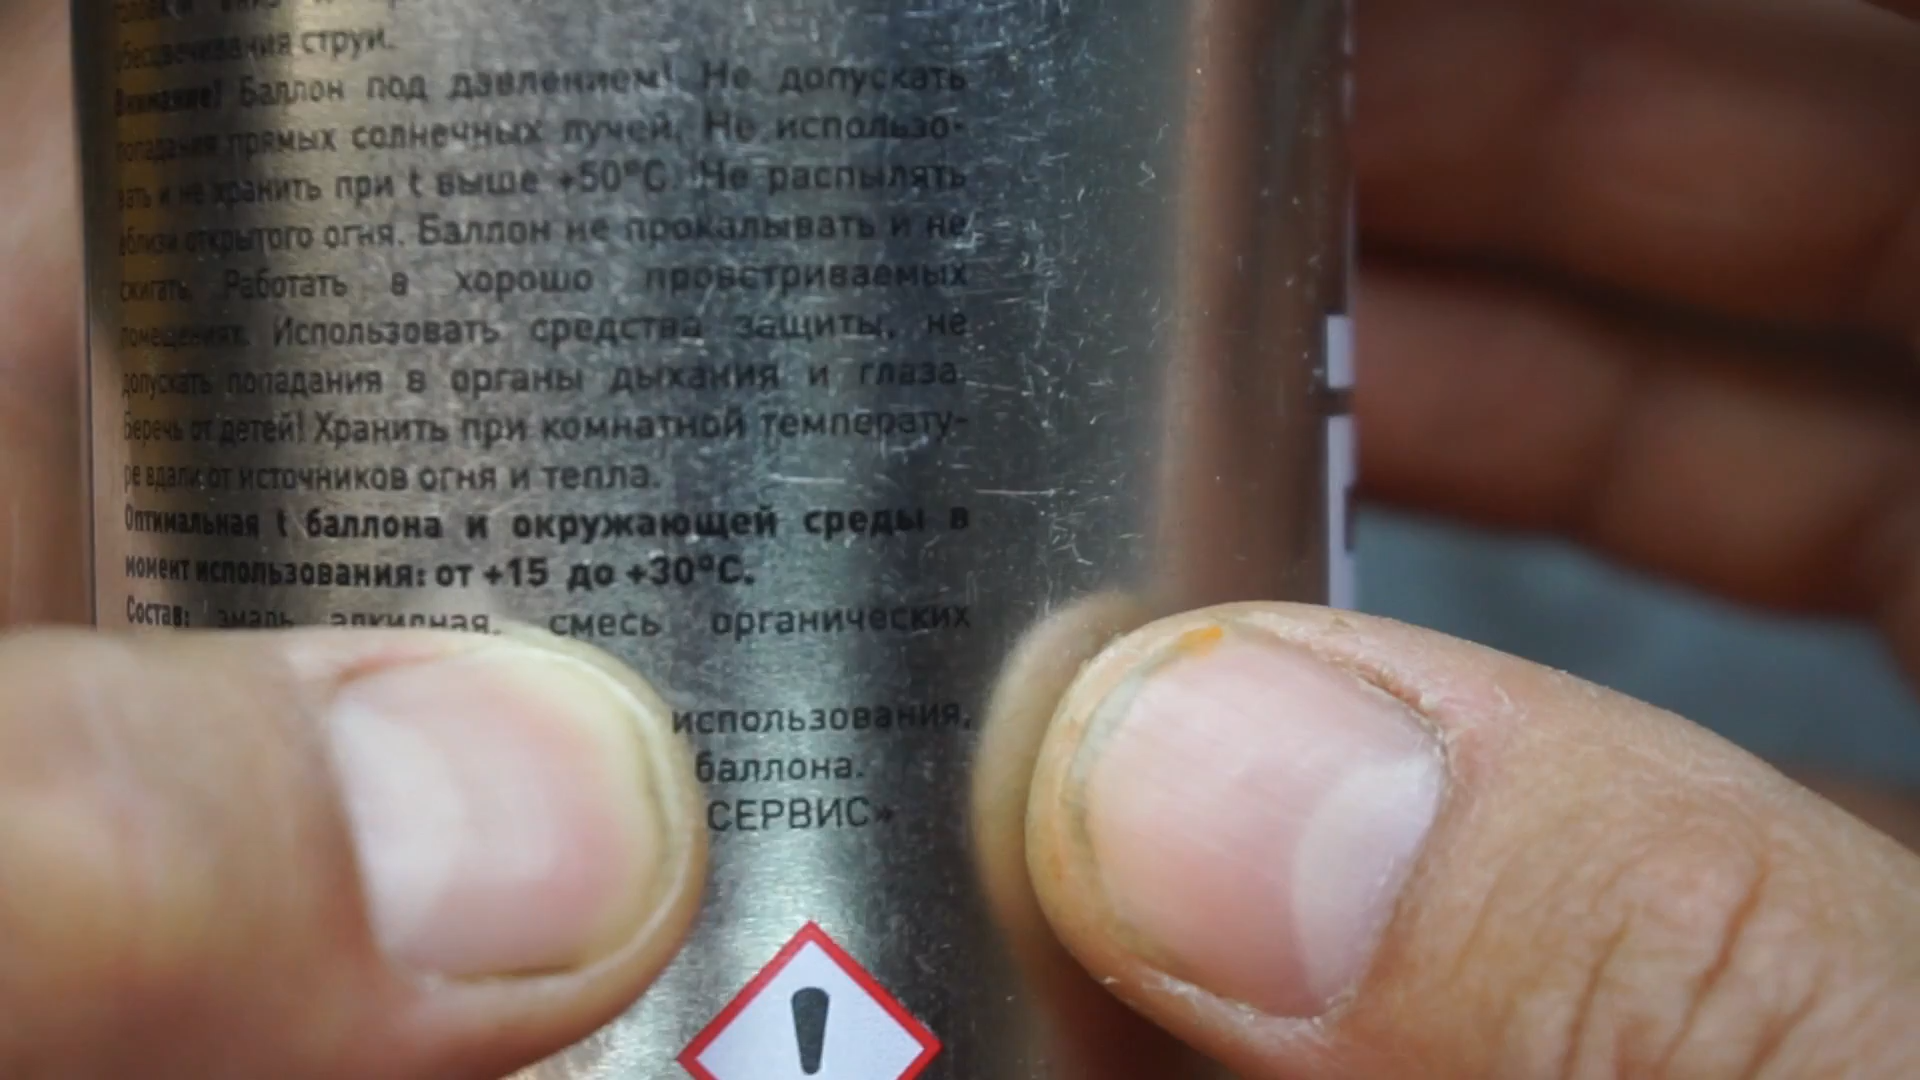 обесцвечивания струи.
Внимание! Баллон под давлением! Не допускать
попадания прямых солнечных лучей. Не использо-
вать и не хранить при t выше +50°С. Не распылять
вблизи открытого огня. Баллон не прокалывать и не
сжигать. Работать в хорошо проветриваемых
помещениях. Использовать средства защиты, не
допускать попадания в органы дыхания и глаза.
Беречь от детей! Хранить при комнатной температу-
ре вдали от источников огня и тепла.
Оптимальная t баллона и окружающей среды в
момент использования: от +15 до +30°С.
Состав: эмаль алкидная, смесь органических
использования,
баллона.
СЕРВИС»